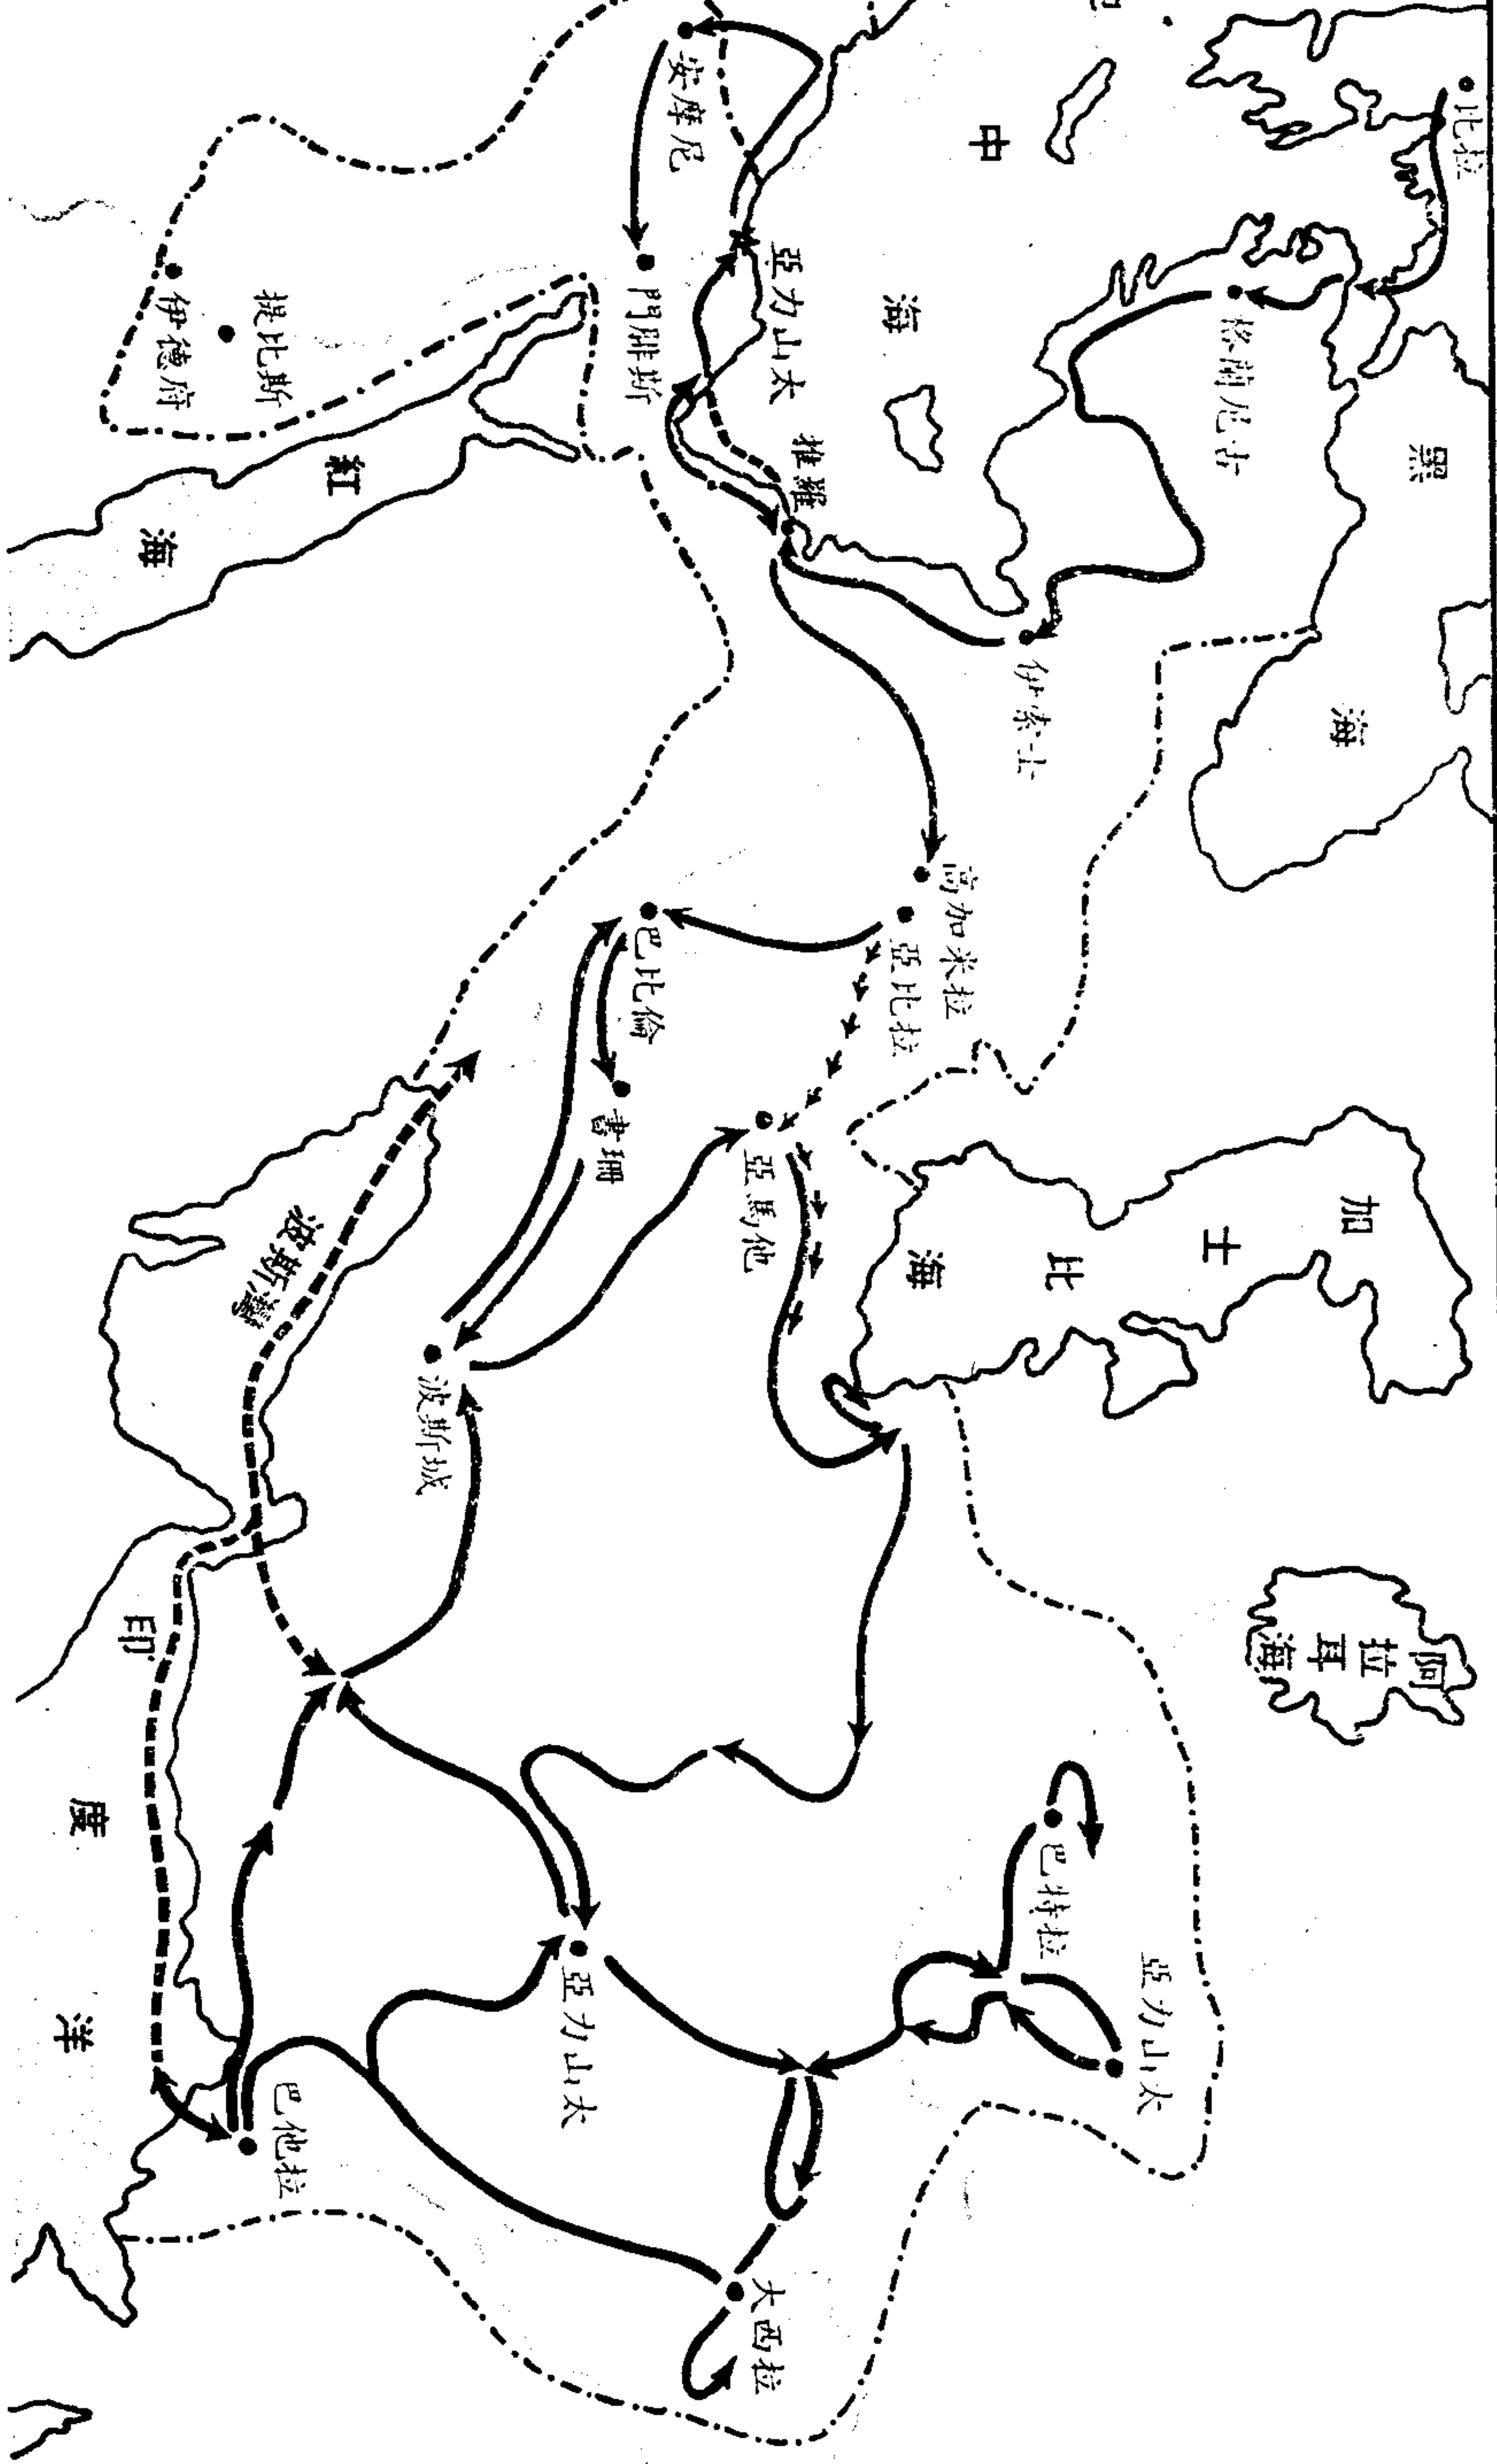 比拉
黑海
格蘭尼古
中海
伊索士
推羅
亞力山太
安摩尼
門腓斯
提比斯
伊德府
紅海
高加米拉
亞比拉
巴比倫
書珊
亞馬他
波斯城
波斯灣
加士比海
阿拉耳海
巴特拉
亞力山太
亞力山太
大西拉
巴他拉
印度洋